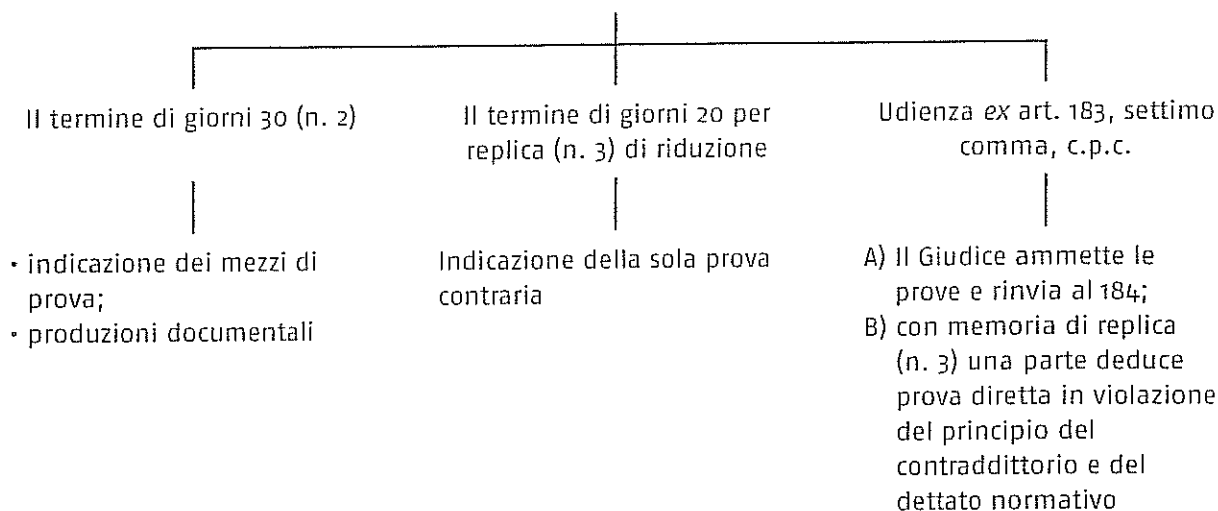 Il termine di giorni 30 (n. 2)
• indicazione dei mezzi di
prova;
• produzioni documentali
Il termine di giorni 20 per
replica (n. 3) di riduzione
Indicazione della sola prova
contraria
Udienza ex art. 183, settimo
comma, c.p.c.
A) Il Giudice ammette le
prove e rinvia al 184;
B) con memoria di replica
(n. 3) una parte deduce
prova diretta in violazione
del principio del
contraddittorio e del
dettato normativo